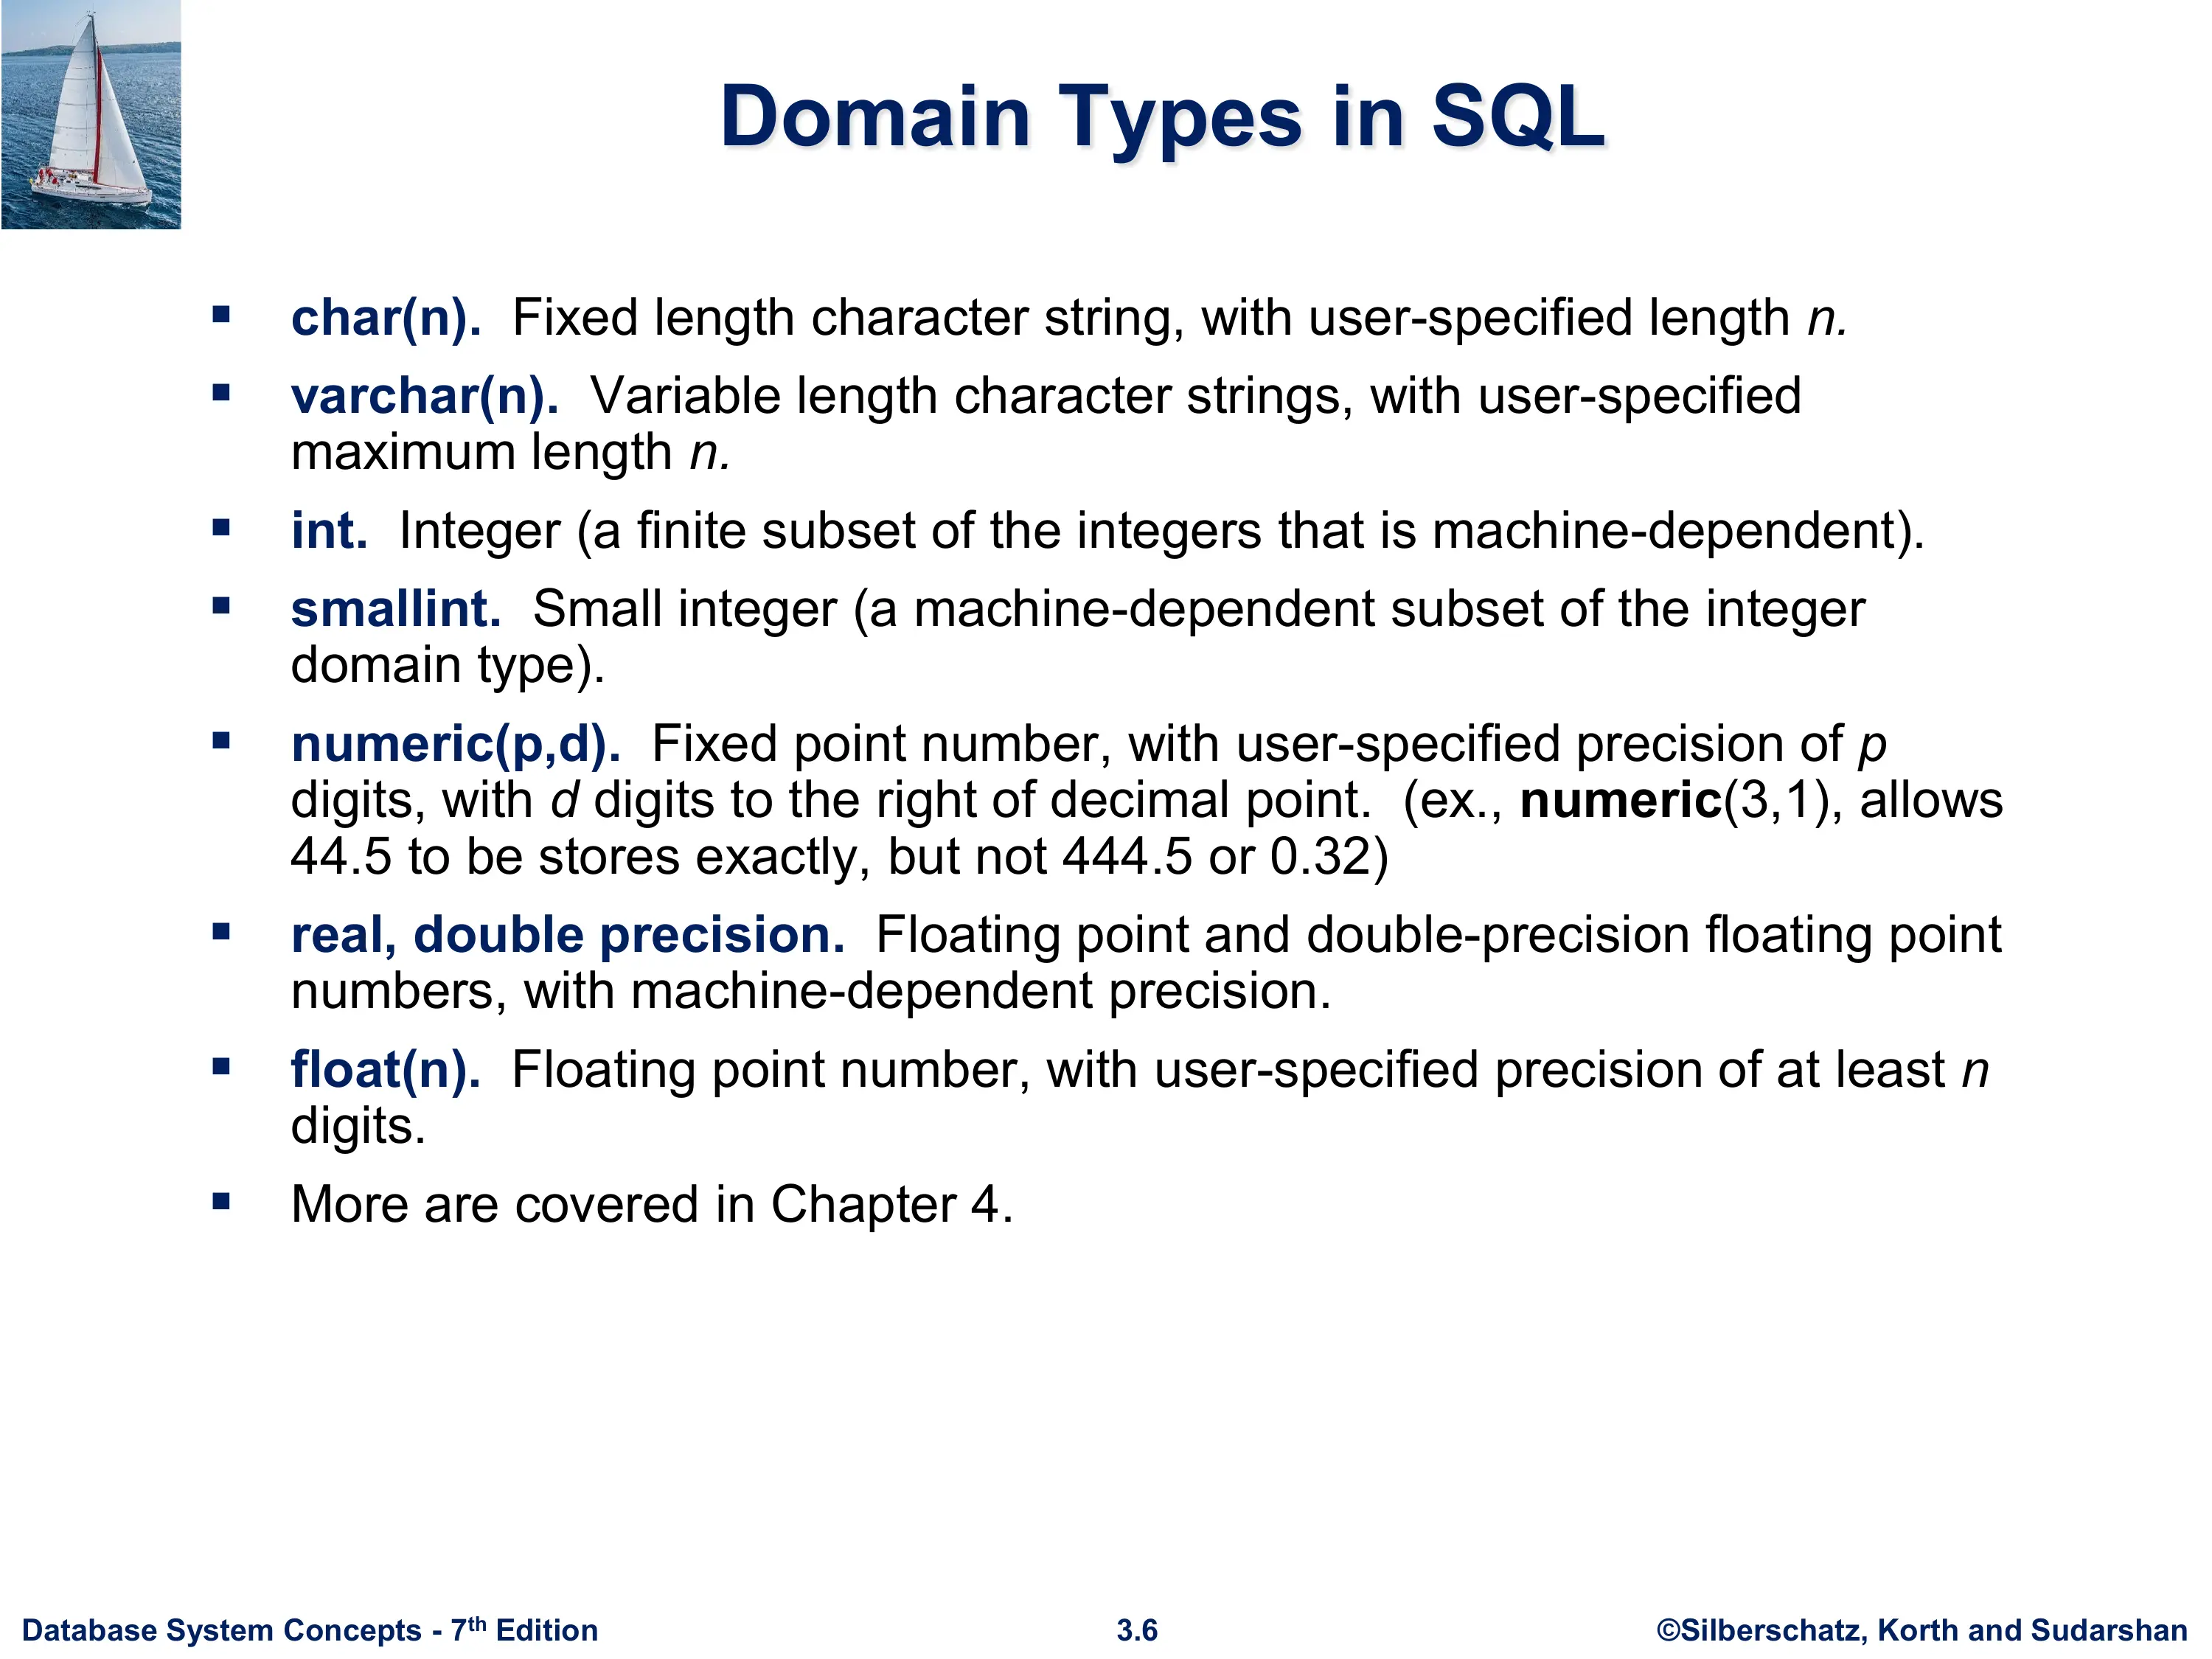 Domain Types in SQL
▪ char(n). Fixed length character string, with user-specified length n.
▪ varchar(n). Variable length character strings, with user-specified
maximum length n.
▪ int. Integer (a finite subset of the integers that is machine-dependent).
▪ smallint. Small integer (a machine-dependent subset of the integer
domain type).
▪ numeric(p,d). Fixed point number, with user-specified precision of p
digits, with d digits to the right of decimal point. (ex., numeric(3,1), allows
44.5 to be stores exactly, but not 444.5 or 0.32)
▪ real, double precision. Floating point and double-precision floating point
numbers, with machine-dependent precision.
▪ float(n). Floating point number, with user-specified precision of at least n
digits.
▪ More are covered in Chapter 4.
Database System Concepts - 7th Edition 3.6 ©Silberschatz, Korth and Sudarshan